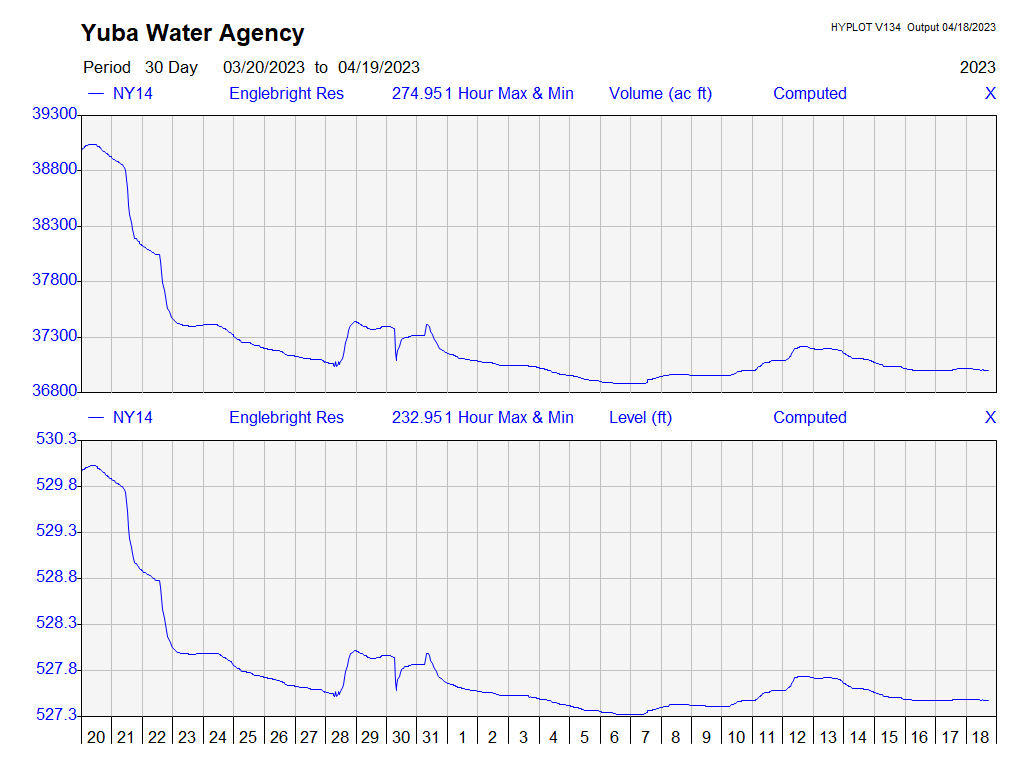 Yuba Water Agency
HYPLOT V134 Output 04/18/2023
Period 30 Day 03/20/2023 to 04/19/2023 2023
NY14 Englebright Res 274.951 Hour Max & Min Volume (ac ft) Computed X
39300
38800
38300
37800
37300
36800
NY14 Englebright Res 232.951 Hour Max & Min Level (ft) Computed X
530.3
529.8
529.3
528.8
528.3
527.8
527.3
20 21 22 23 24 25 26 27 28 29 30 31 1 2 3 4 5 6 7 8 9 10 11 12 13 14 15 16 17 18